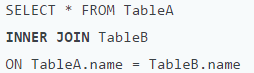 SELECT * FROM TableA
INNER JOIN TableB
ON TableA.name = TableB.name